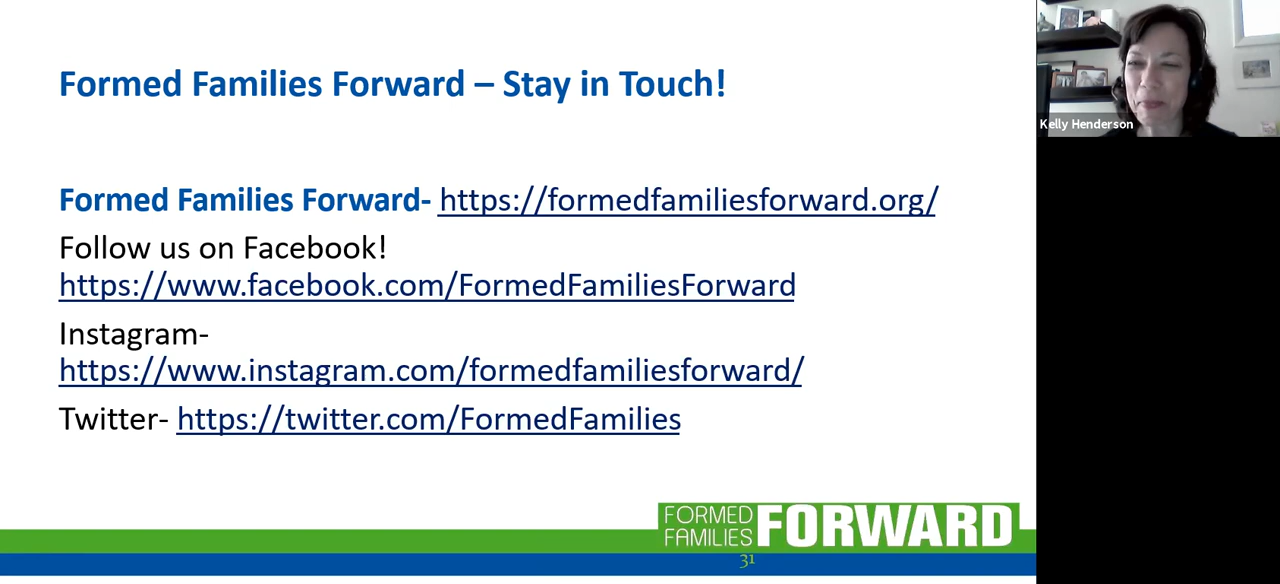 Formed Families Forward – Stay in Touch!
Kelly Henderson
Formed Families Forward- https://formedfamiliesforward.org/
Follow us on Facebook!
https://www.facebook.com/FormedFamiliesForward
Instagram-
https://www.instagram.com/formedfamiliesforward/
Twitter- https://twitter.com/FormedFamilies
FORMED
FAMILIES
FORWARD
31